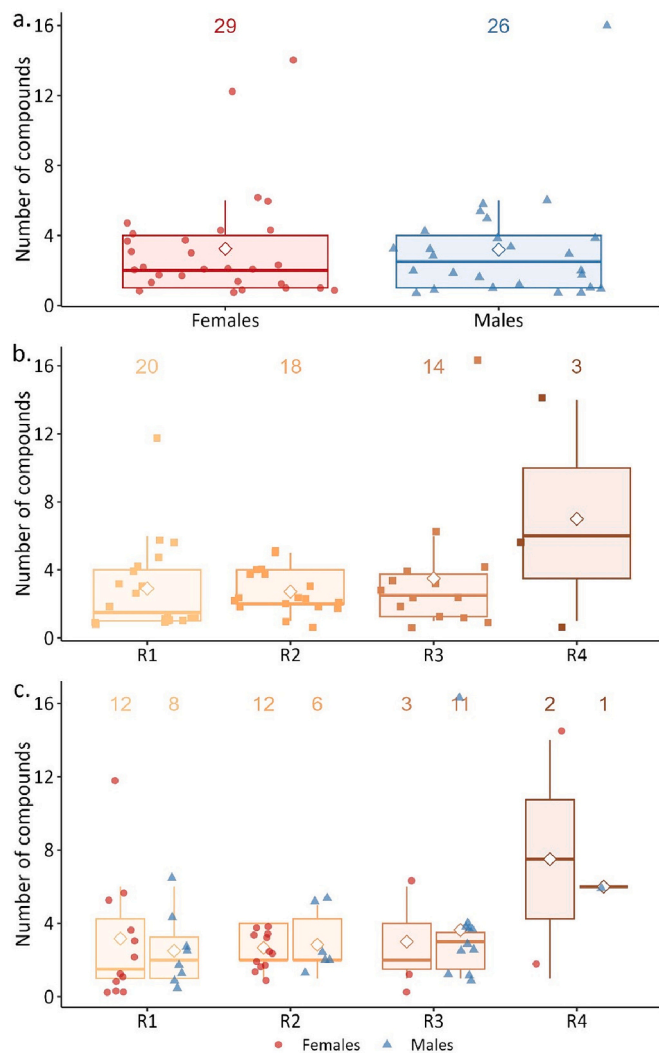 a.
29 26
Number of compounds
16
12
8
4
0
Females Males
b.
20 18 14 3
Number of compounds
16
12
8
4
0
R1 R2 R3 R4
c.
12 8 12 6 3 11 2 1
Number of compounds
16
12
8
4
0
R1 R2 R3 R4
Females Males